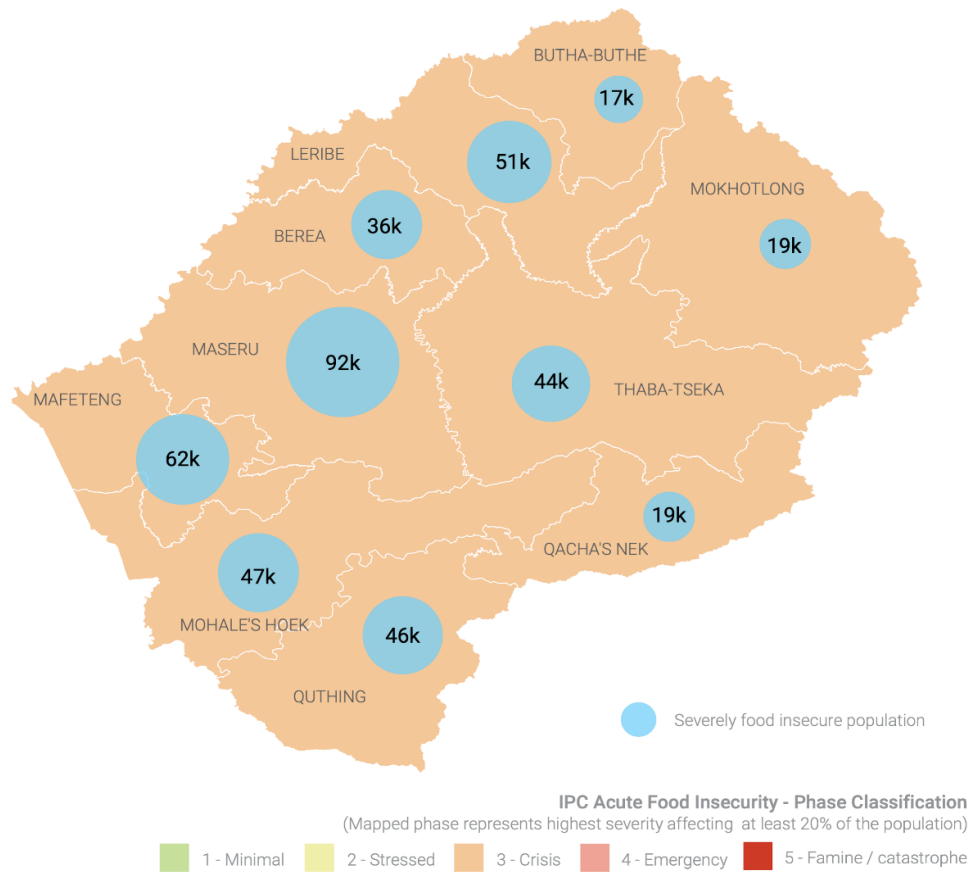 BUTHA-BUTHE
17k
LERIBE
51k
MOKHOTLONG
BEREA
36k
19k
MASERU
92k
44k
THABA-TSEKA
MAFETENG
62k
19k
QACHA'S NEK
47k
MOHALE'S HOEK
46k
QUTHING
Severely food insecure population
IPC Acute Food Insecurity - Phase Classification
(Mapped phase represents highest severity affecting at least 20% of the population)
1 - Minimal 2 - Stressed 3 - Crisis 4 - Emergency 5 - Famine / catastrophe